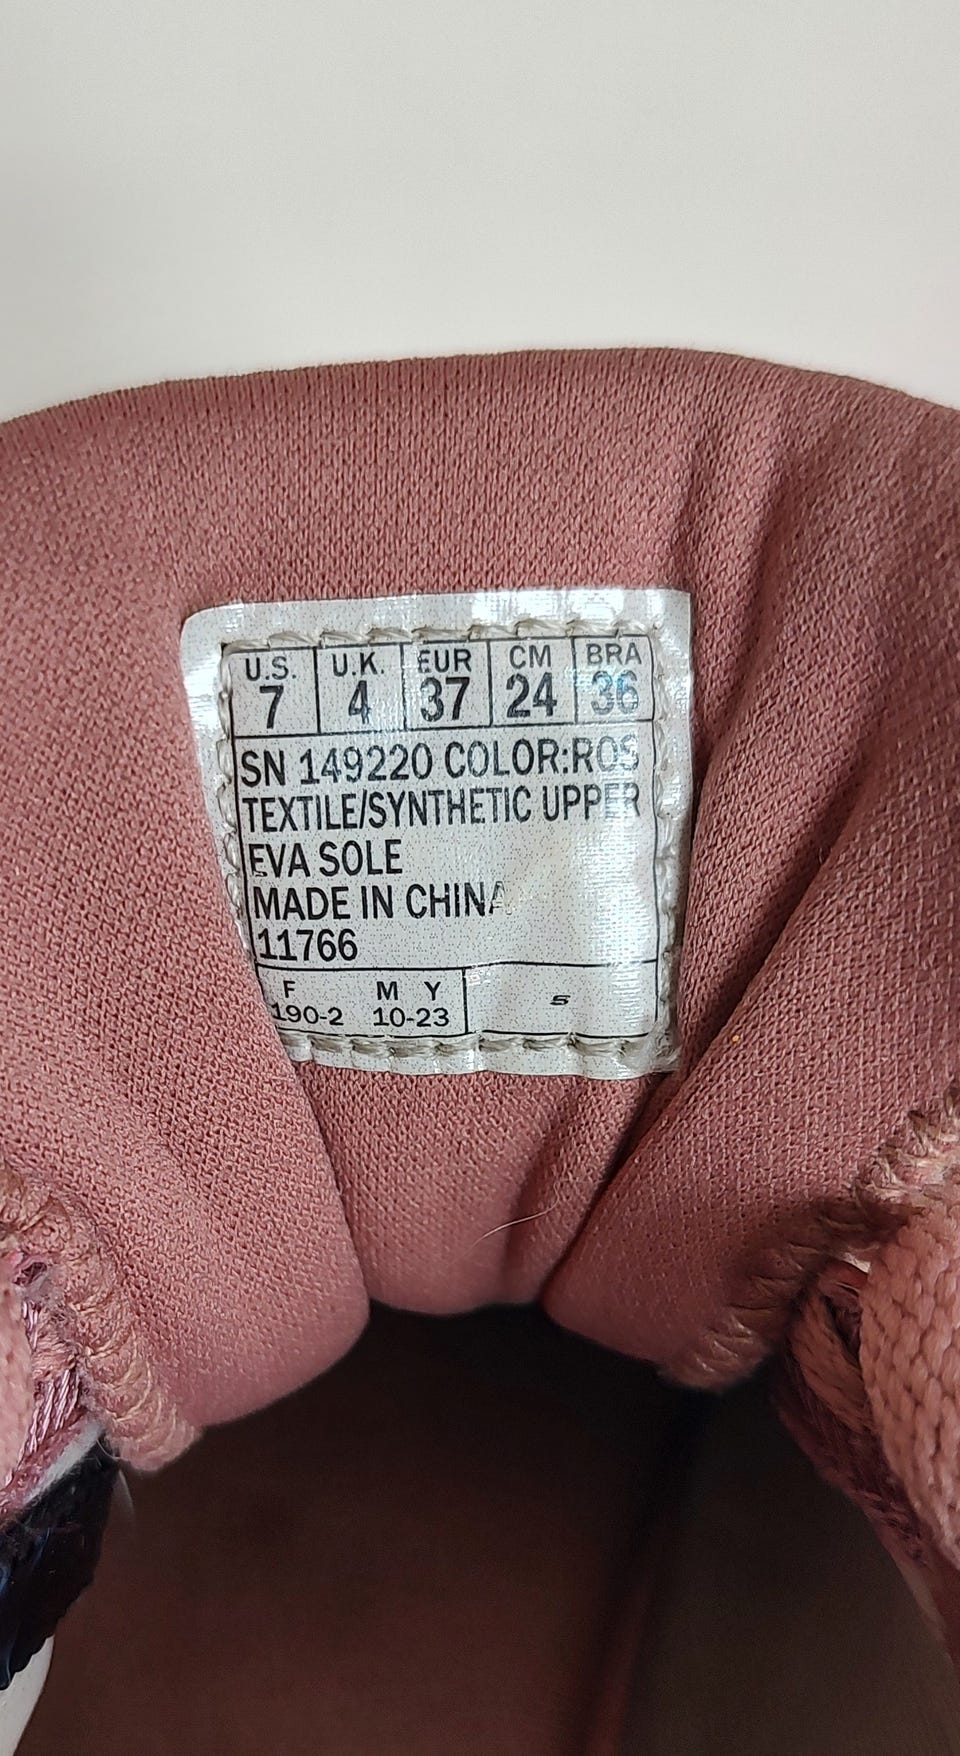 U.S. U.K. EUR CM BRA
7 4 37 24 36
SN 149220 COLOR:ROS
TEXTILE/SYNTHETIC UPPER
EVA SOLE
MADE IN CHINA
11766
F M Y
190-2 10-23
S